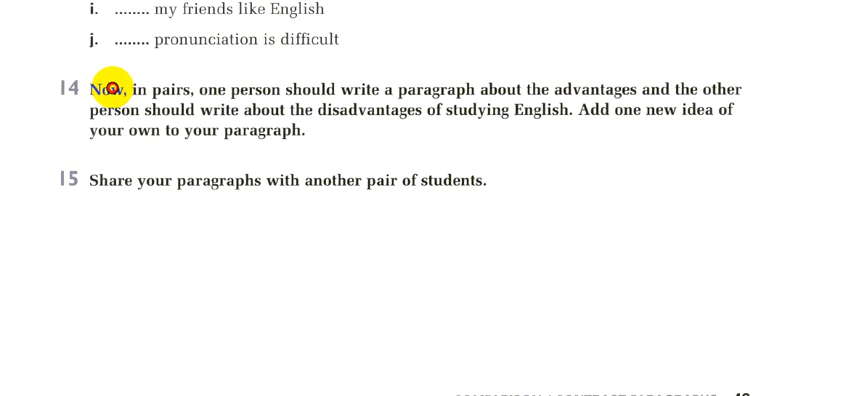 i. ........ my friends like English
j. ........ pronunciation is difficult
14 Now, in pairs, one person should write a paragraph about the advantages and the other
person should write about the disadvantages of studying English. Add one new idea of
your own to your paragraph.
15 Share your paragraphs with another pair of students.